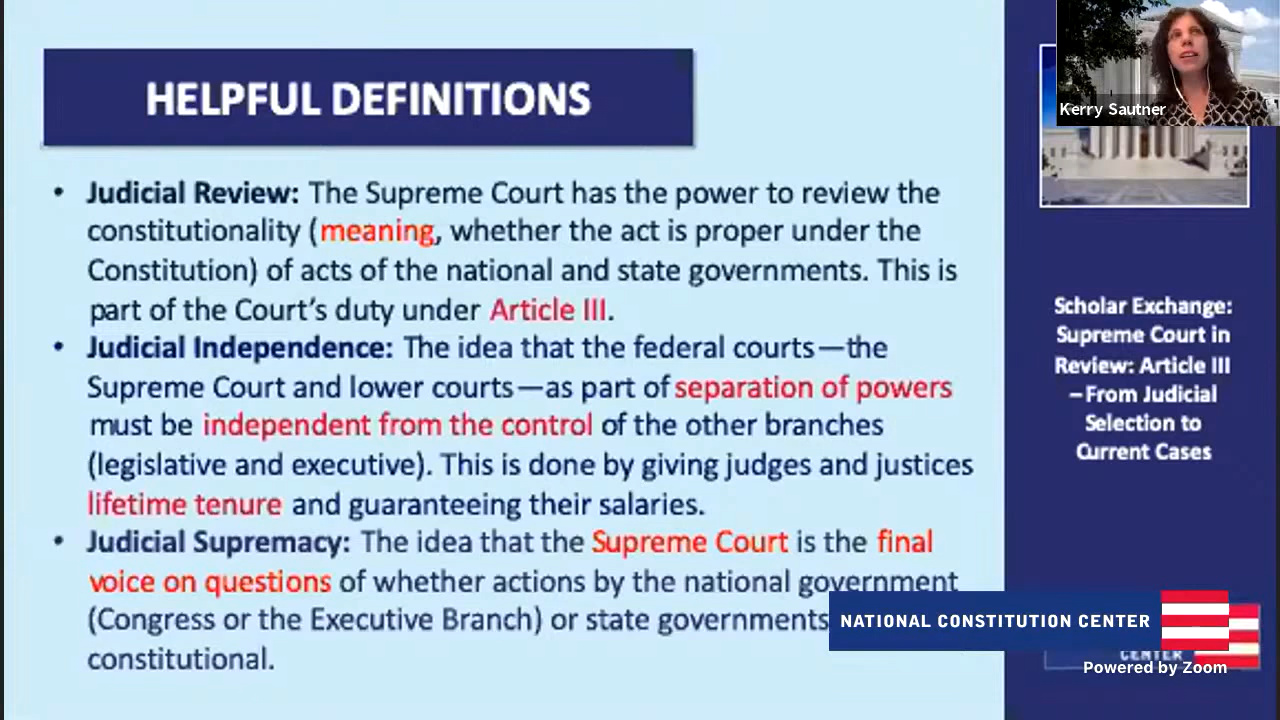 HELPFUL DEFINITIONS
• Judicial Review: The Supreme Court has the power to review the
constitutionality (meaning, whether the act is proper under the
Constitution) of acts of the national and state governments. This is
part of the Court’s duty under Article III.
• Judicial Independence: The idea that the federal courts—the
Supreme Court and lower courts—as part of separation of powers
must be independent from the control of the other branches
(legislative and executive). This is done by giving judges and justices
lifetime tenure and guaranteeing their salaries.
• Judicial Supremacy: The idea that the Supreme Court is the final
voice on questions of whether actions by the national government
(Congress or the Executive Branch) or state governments
constitutional.
Kerry Sautner
Scholar Exchange:
Supreme Court in
Review: Article III
– From Judicial
Selection to
Current Cases
NATIONAL CONSTITUTION CENTER
CENTER
Powered by Zoom